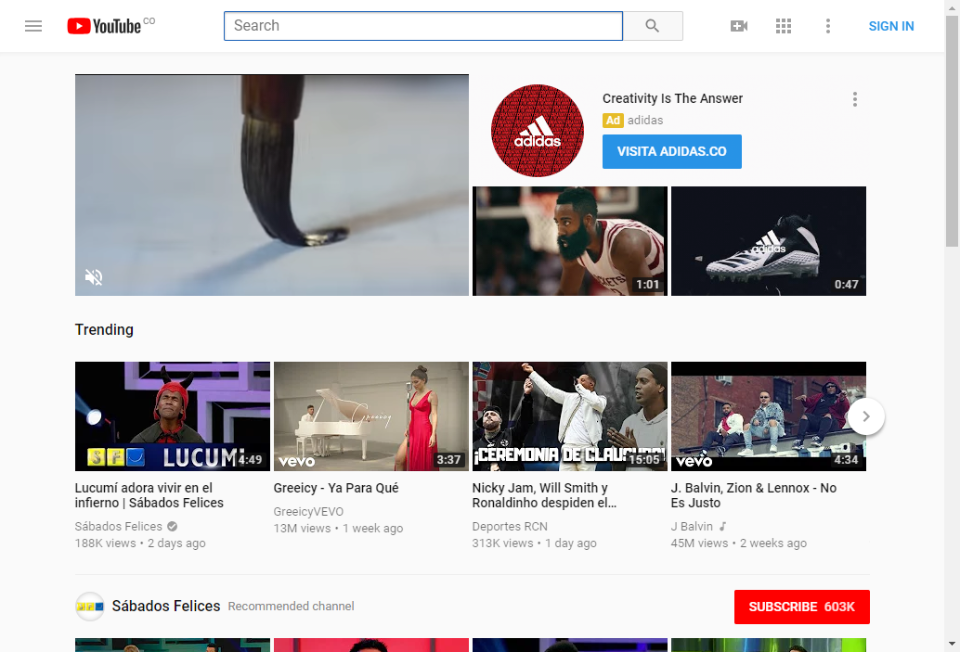 YouTube CO
Search
SIGN IN
Creativity Is The Answer
Ad adidas
VISITA ADIDAS.CO
adidas
adidas
1:01
0:47
Trending
LUCUMÍ
4:49
Greeicy
vevo
3:37
¡CEREMONIA DE CLAUSURA!
15:05
vevo
4:34
Lucumí adora vivir en el
infierno | Sábados Felices
Sábados Felices
188K views • 2 days ago
Greeicy - Ya Para Qué
GreeicyVEVO
13M views • 1 week ago
Nicky Jam, Will Smith y
Ronaldinho despiden el...
Deportes RCN
313K views • 1 day ago
J. Balvin, Zion & Lennox - No
Es Justo
J Balvin
45M views • 2 weeks ago
Sábados Felices Recommended channel
SUBSCRIBE 603K